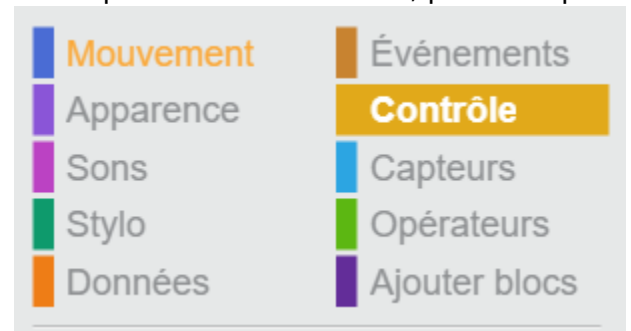 Mouvement Événements
Apparence Contrôle
Sons Capteurs
Stylo Opérateurs
Données Ajouter blocs